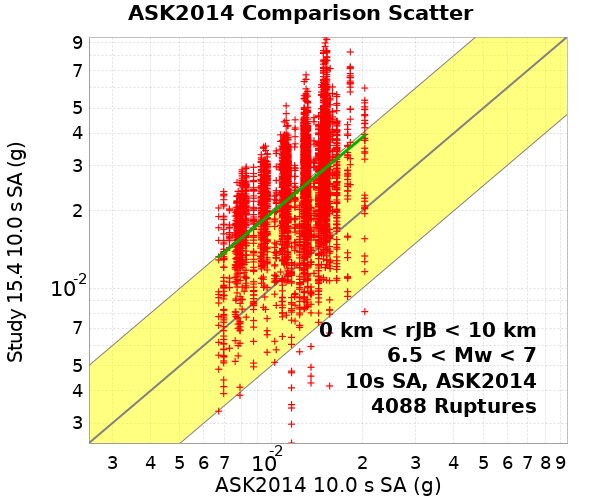 ASK2014 Comparison Scatter
Study 15.4 10.0 s SA (g)
9
7
5
4
3
2
10-2
7
5
4
3
0 km < rJB < 10 km
6.5 < Mw < 7
10s SA, ASK2014
4088 Ruptures
3 4 5 6 7 10-2 2 3 4 5 6 7 8 9
ASK2014 10.0 s SA (g)